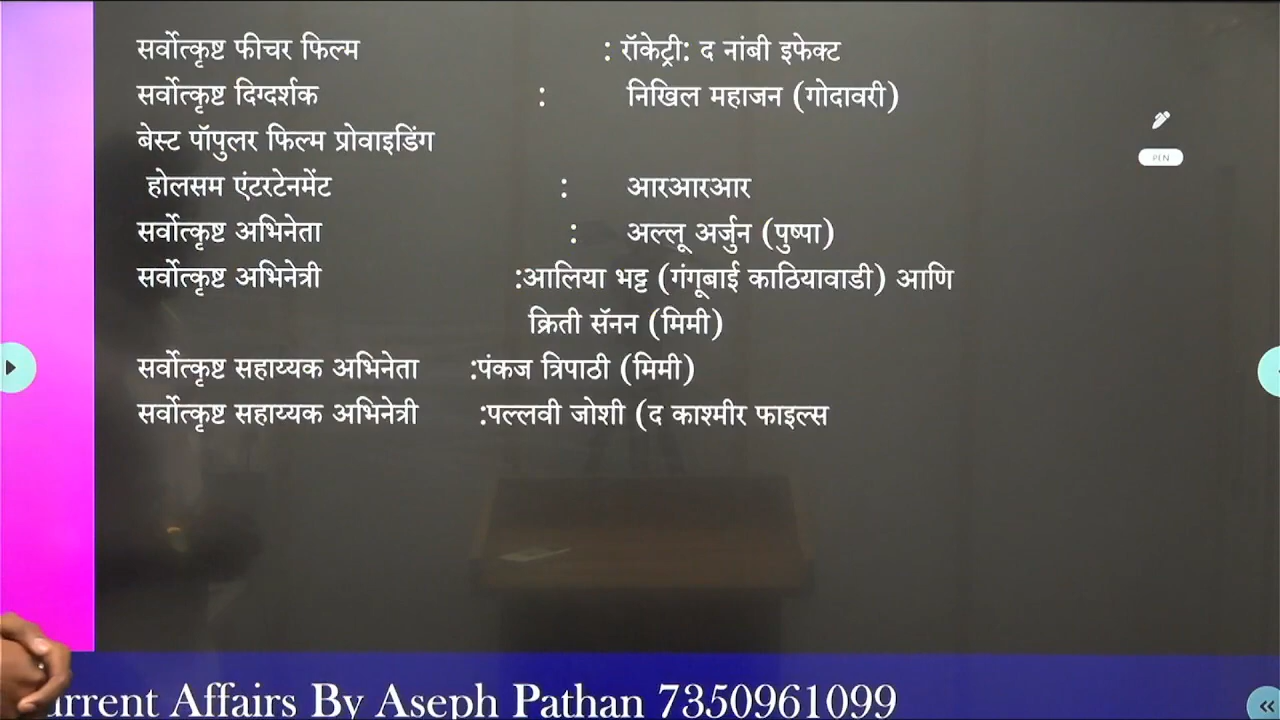 सर्वोत्कृष्ट फीचर फिल्म : रॉकेट्री: द नांबी इफेक्ट
सर्वोत्कृष्ट दिग्दर्शक : निखिल महाजन (गोदावरी)
बेस्ट पॉपुलर फिल्म प्रोवाइडिंग
होलसम एंटरटेनमेंट : आरआरआर
सर्वोत्कृष्ट अभिनेता : अल्लू अर्जुन (पुष्पा)
सर्वोत्कृष्ट अभिनेत्री :आलिया भट्ट (गंगूबाई काठियावाडी) आणि
क्रिती सॅनन (मिमी)
सर्वोत्कृष्ट सहाय्यक अभिनेता :पंकज त्रिपाठी (मिमी)
सर्वोत्कृष्ट सहाय्यक अभिनेत्री :पल्लवी जोशी (द काश्मीर फाइल्स
PEN
urrent Affairs By Aseph Pathan 7350961099